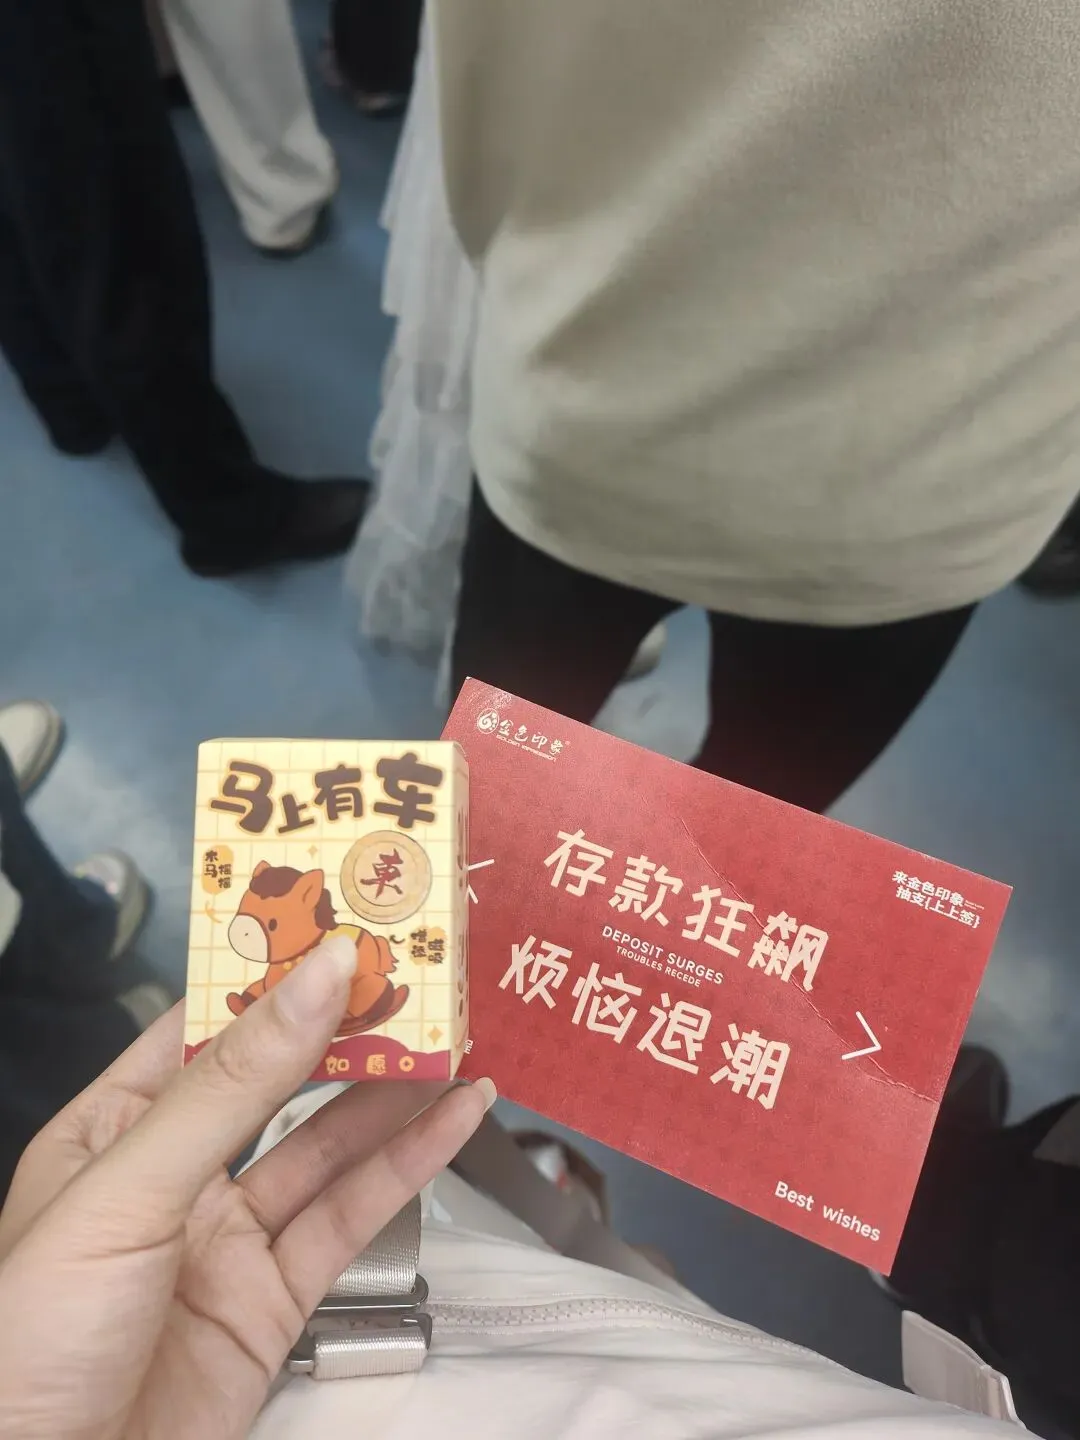 马上有车
木马
摇摇
如愿
金色印象
GOLDEN IMPRESSION
来金色印象
抽支{上上签}
存款狂飙
DEPOSIT SURGES
TROUBLES RECEDE
烦恼退潮
Best wishes